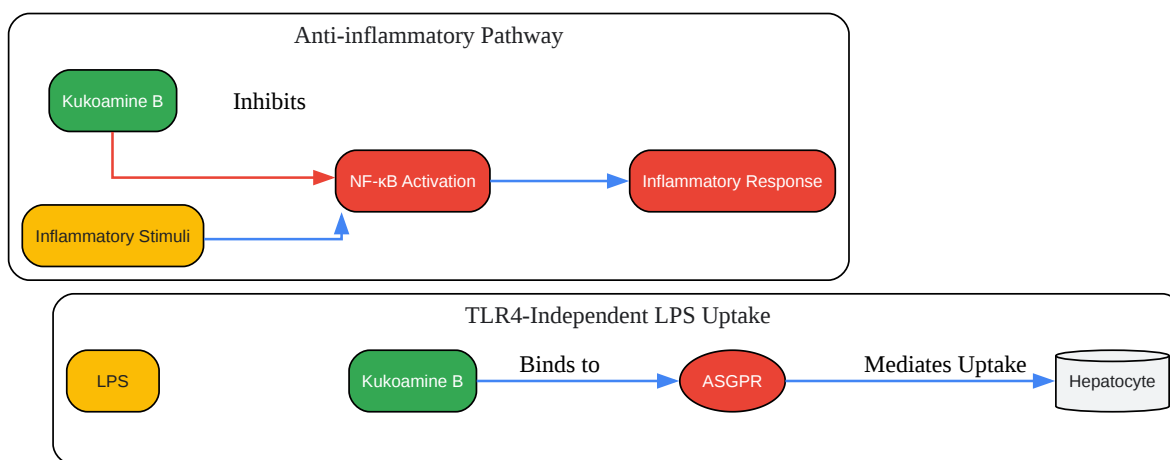 Anti-inflammatory Pathway
Kukoamine B
Inhibits
NF-κB Activation
Inflammatory Response
Inflammatory Stimuli
TLR4-Independent LPS Uptake
LPS
Kukoamine B
Binds to
ASGPR
Mediates Uptake
Hepatocyte